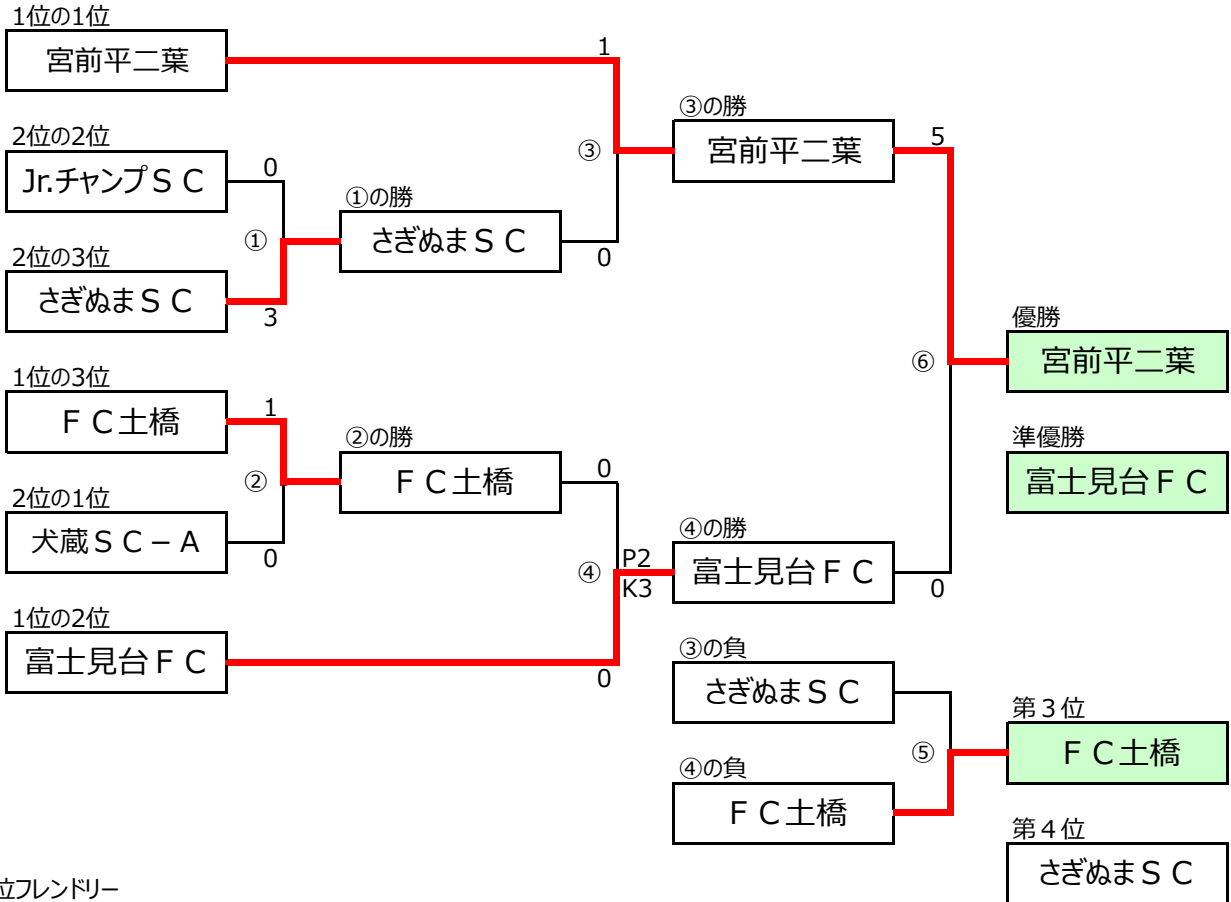 1位の1位
宮前平二葉
1
③の勝
宮前平二葉
5
2位の2位
Jr.チャンプＳＣ
0
③
①の勝
さぎぬまＳＣ
0
①
2位の3位
さぎぬまＳＣ
3
優勝
宮前平二葉
⑥
1位の3位
ＦＣ土橋
1
②の勝
ＦＣ土橋
0
準優勝
富士見台ＦＣ
②
2位の1位
犬蔵ＳＣ－Ａ
0
④の勝
富士見台ＦＣ
0
④
P2
K3
1位の2位
富士見台ＦＣ
0
③の負
さぎぬまＳＣ
第３位
ＦＣ土橋
⑤
④の負
ＦＣ土橋
第４位
さぎぬまＳＣ
位フレンドリー